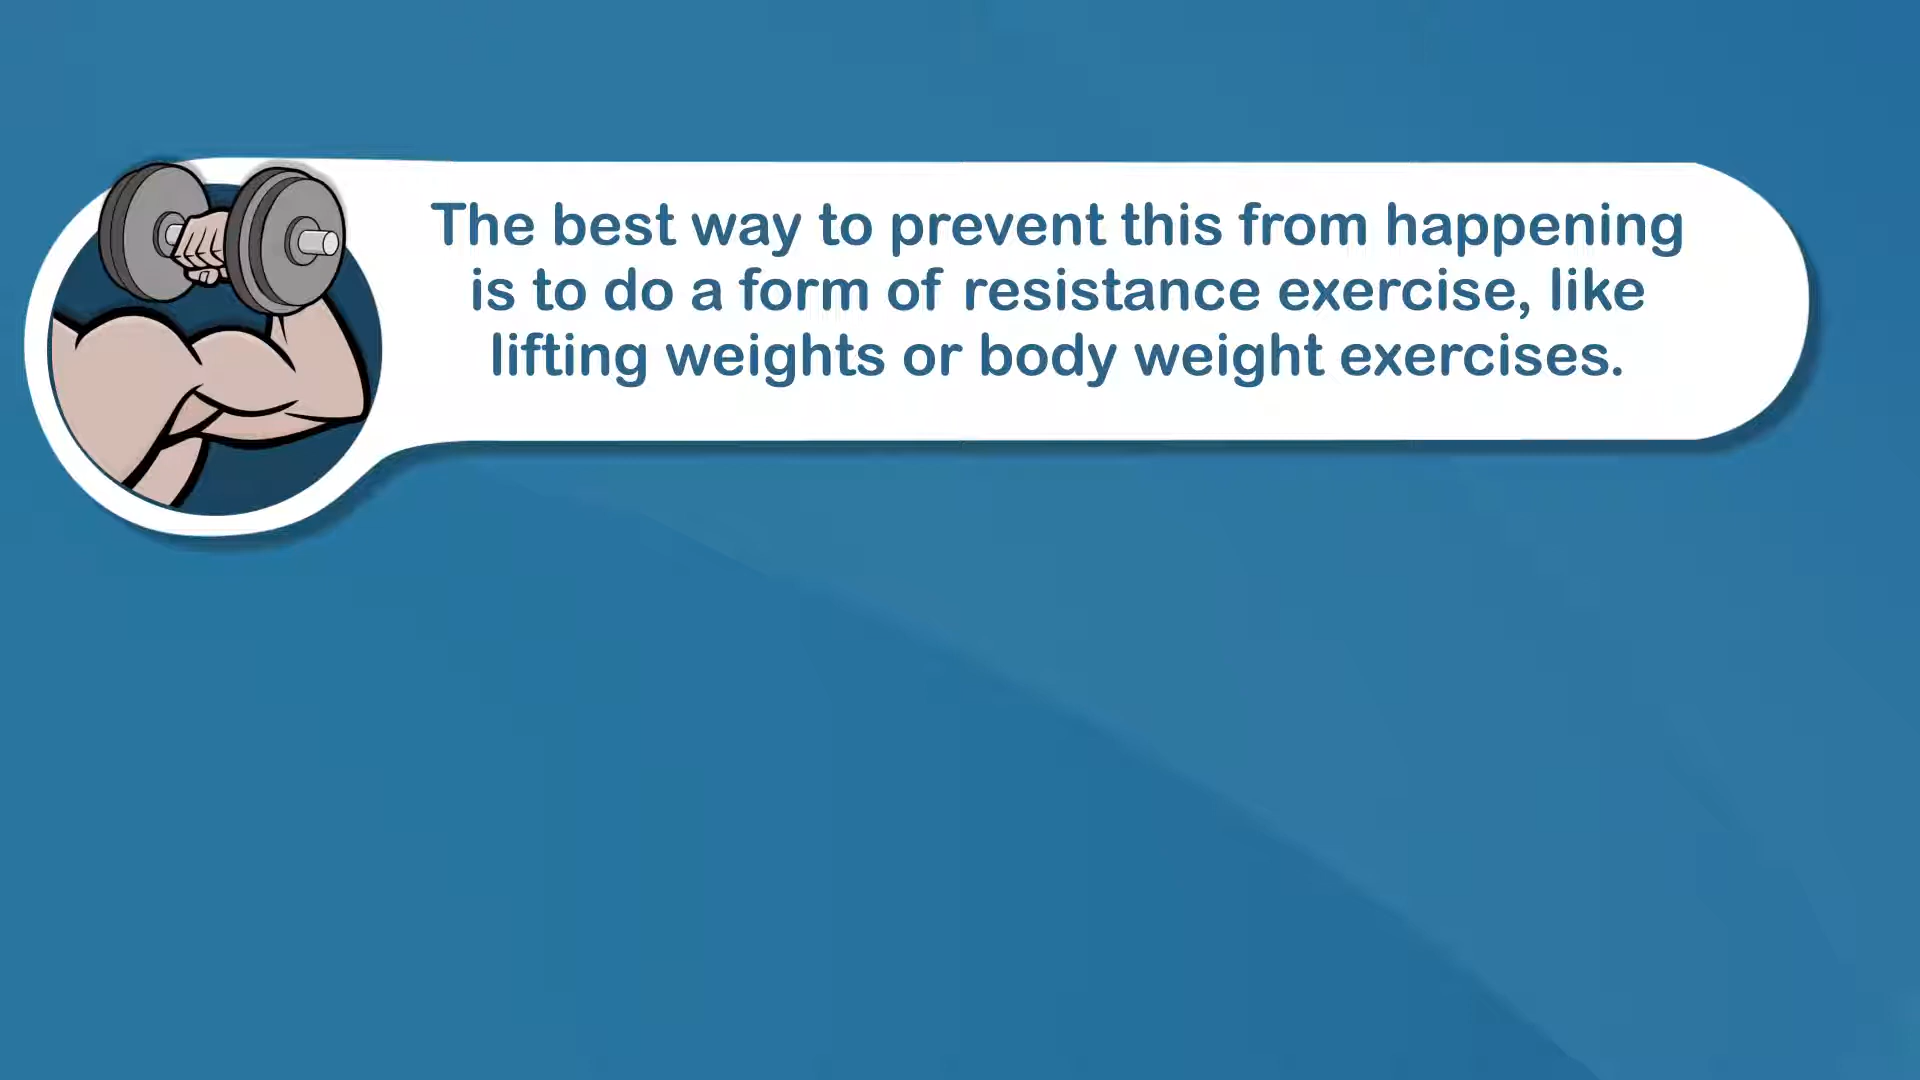 The best way to prevent this from happening
is to do a form of resistance exercise, like
lifting weights or body weight exercises.